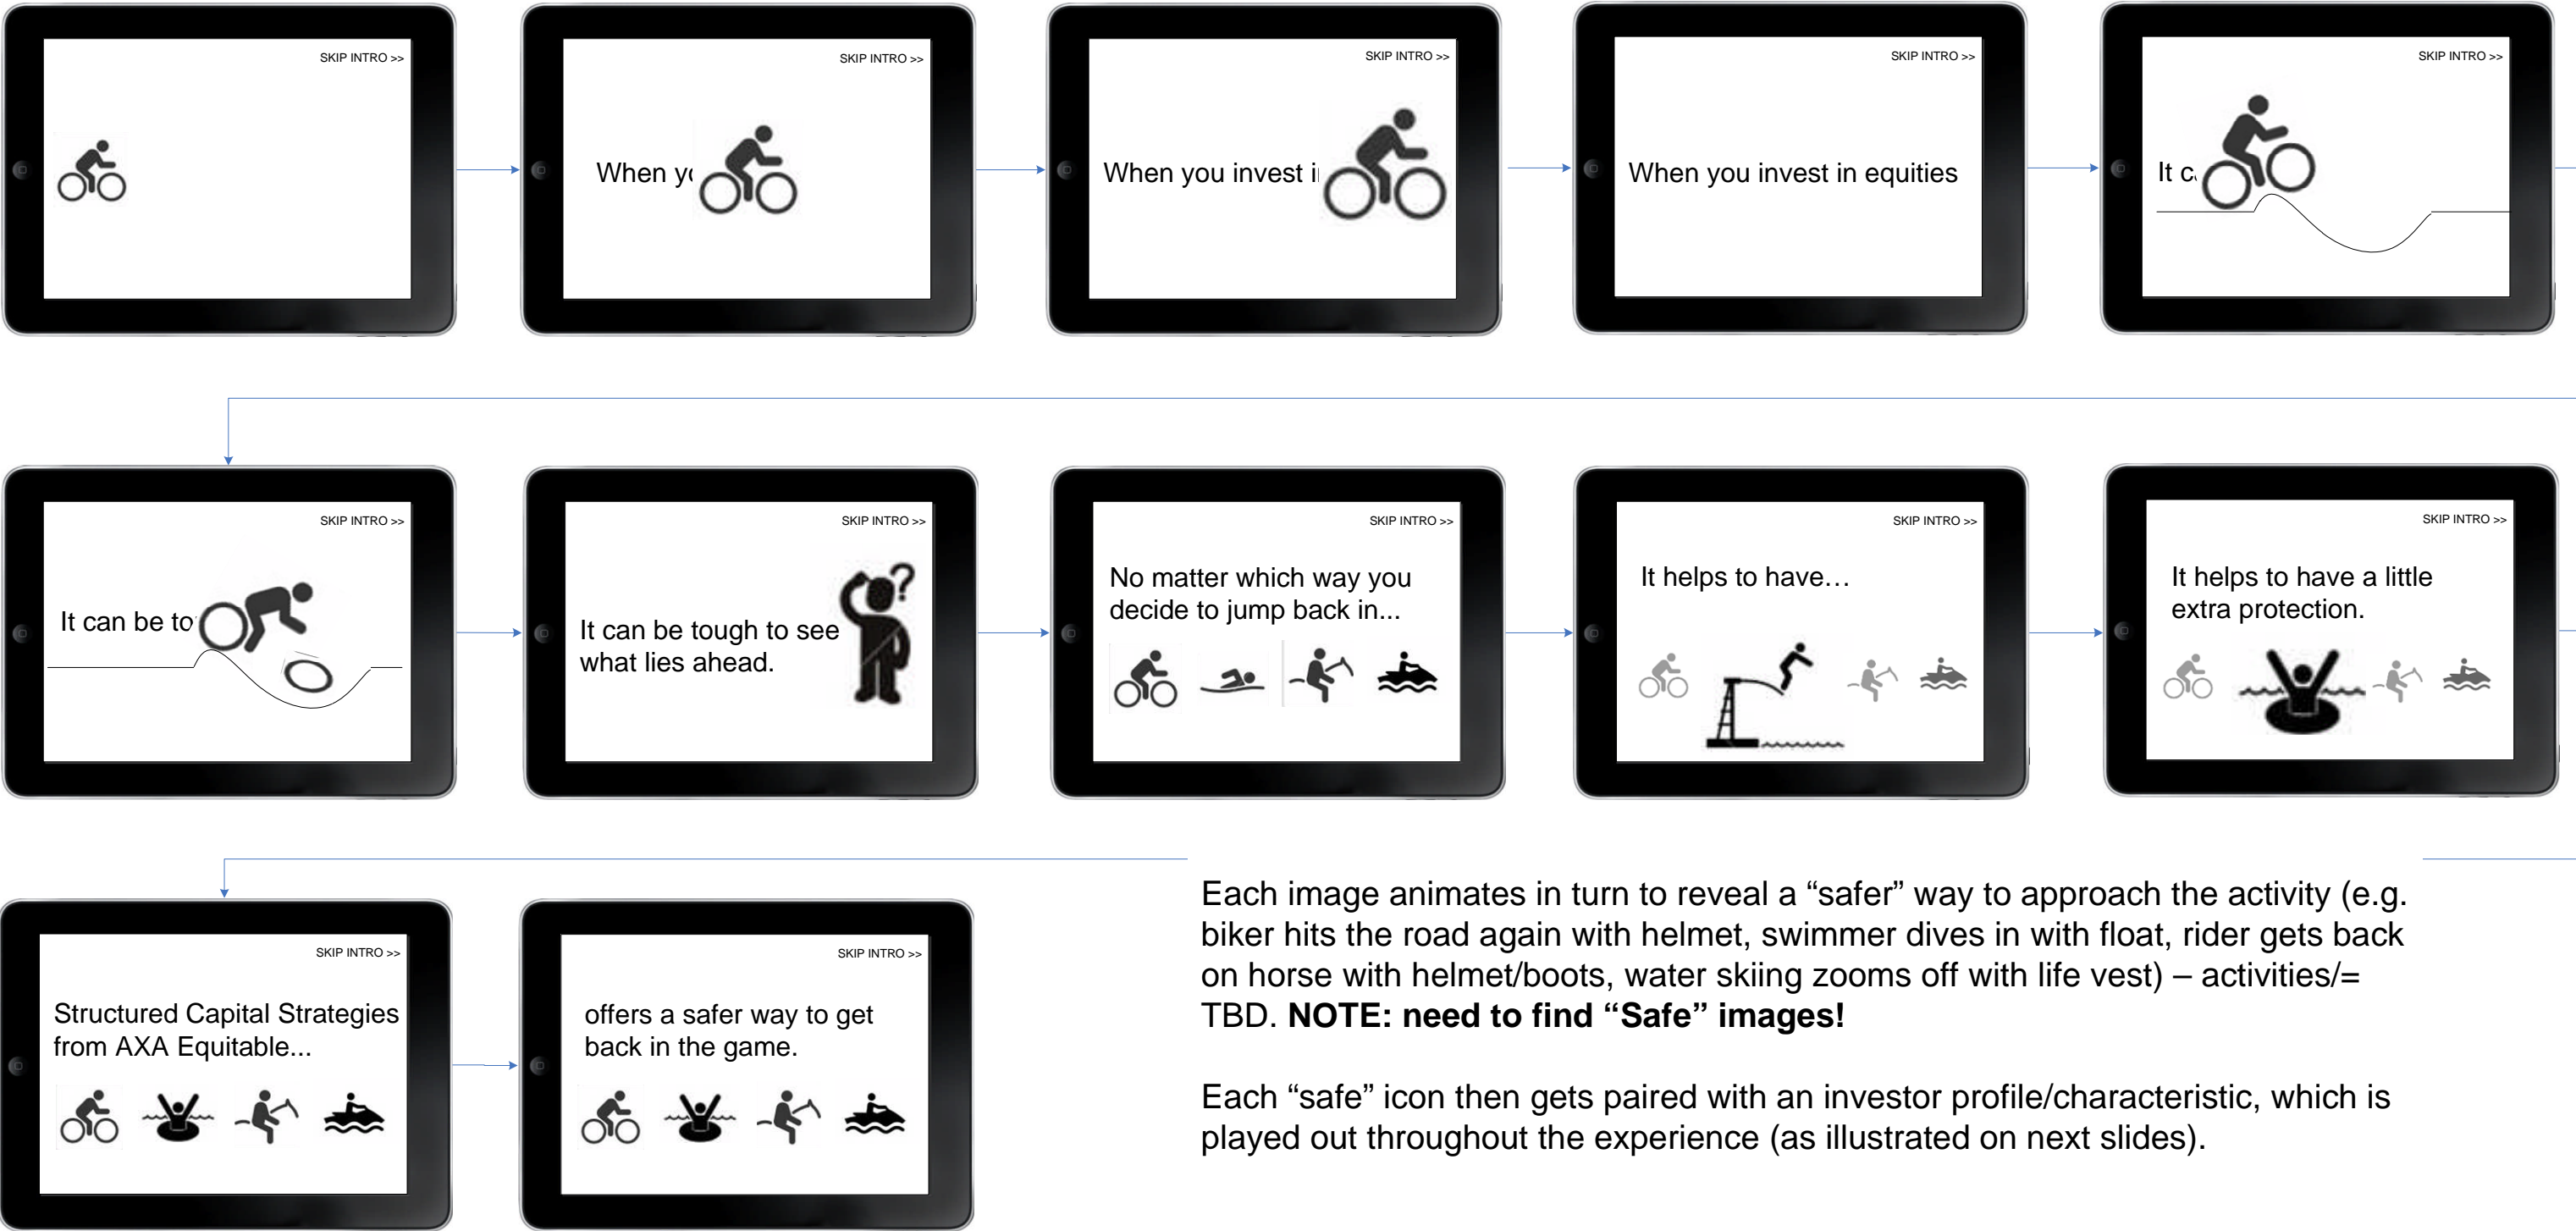 SKIP INTRO >>
SKIP INTRO >>
When yo
SKIP INTRO >>
When you invest i
SKIP INTRO >>
When you invest in equities
SKIP INTRO >>
It c
SKIP INTRO >>
It can be to
SKIP INTRO >>
?
It can be tough to see
what lies ahead.
SKIP INTRO >>
No matter which way you
decide to jump back in...
SKIP INTRO >>
It helps to have…
SKIP INTRO >>
It helps to have a little
extra protection.
SKIP INTRO >>
Structured Capital Strategies
from AXA Equitable...
SKIP INTRO >>
offers a safer way to get
back in the game.
Each image animates in turn to reveal a “safer” way to approach the activity (e.g.
biker hits the road again with helmet, swimmer dives in with float, rider gets back
on horse with helmet/boots, water skiing zooms off with life vest) – activities/=
TBD. NOTE: need to find “Safe” images!
Each “safe” icon then gets paired with an investor profile/characteristic, which is
played out throughout the experience (as illustrated on next slides).